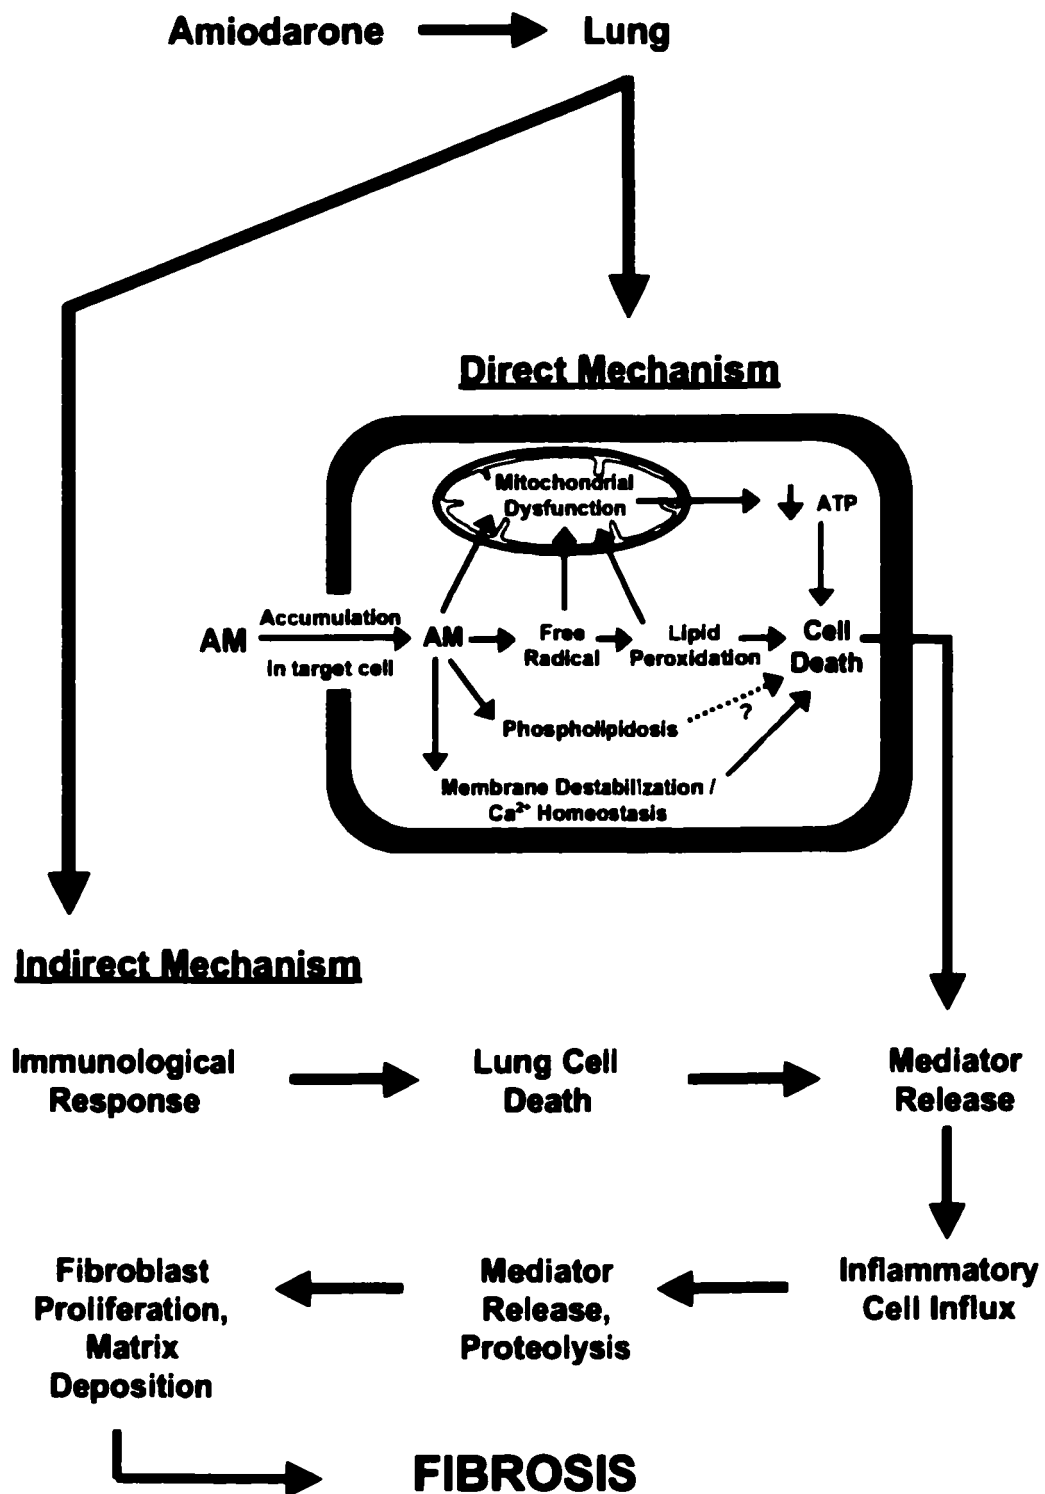 Amiodarone Lung
Direct Mechanism
Mitochondrial
Dysfunction
ATP
Accumulation
AM
In target cell
AM
Free
Radical
Lipid
Peroxidation
Cell
Death
Phospholipidosis
?
Membrane Destabilization /
Ca²⁺ Homeostasis
Indirect Mechanism
Immunological
Response
Lung Cell
Death
Mediator
Release
Inflammatory
Cell Influx
Mediator
Release,
Proteolysis
Fibroblast
Proliferation,
Matrix
Deposition
FIBROSIS